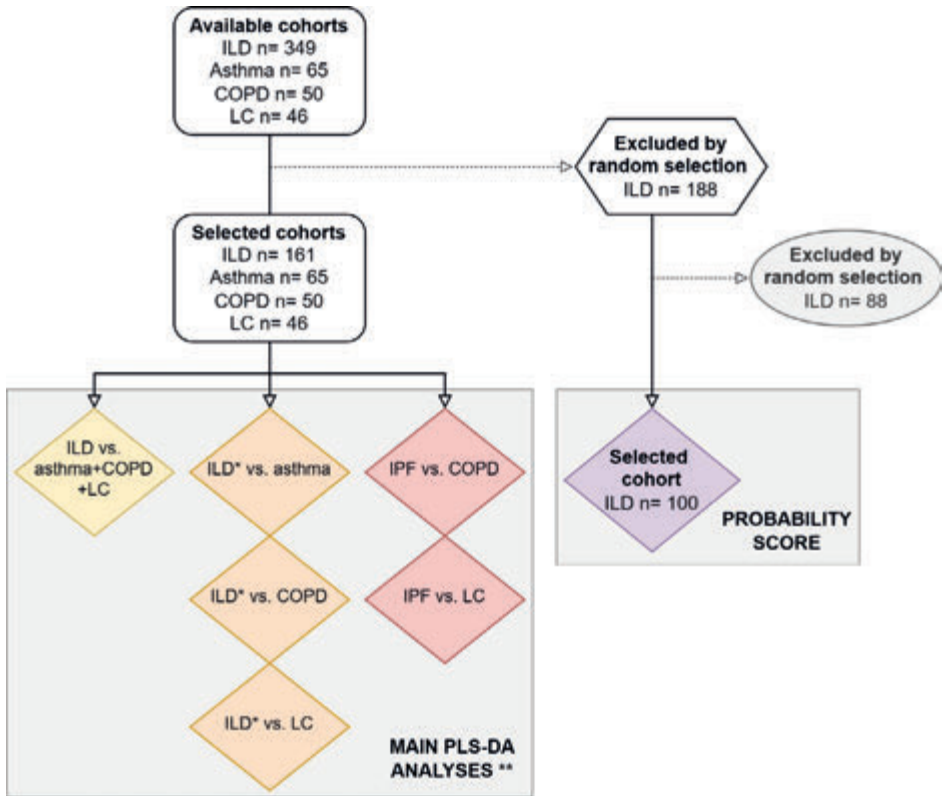 Available cohorts
ILD n= 349
Asthma n= 65
COPD n= 50
LC n= 46
Excluded by
random selection
ILD n= 188
Selected cohorts
ILD n= 161
Asthma n= 65
COPD n= 50
LC n= 46
Excluded by
random selection
ILD n= 88
ILD vs.
asthma+COPD
+LC
ILD* vs. asthma
IPF vs. COPD
Selected
cohort
ILD n= 100
PROBABILITY
SCORE
ILD* vs. COPD
IPF vs. LC
ILD* vs. LC
MAIN PLS-DA
ANALYSES **